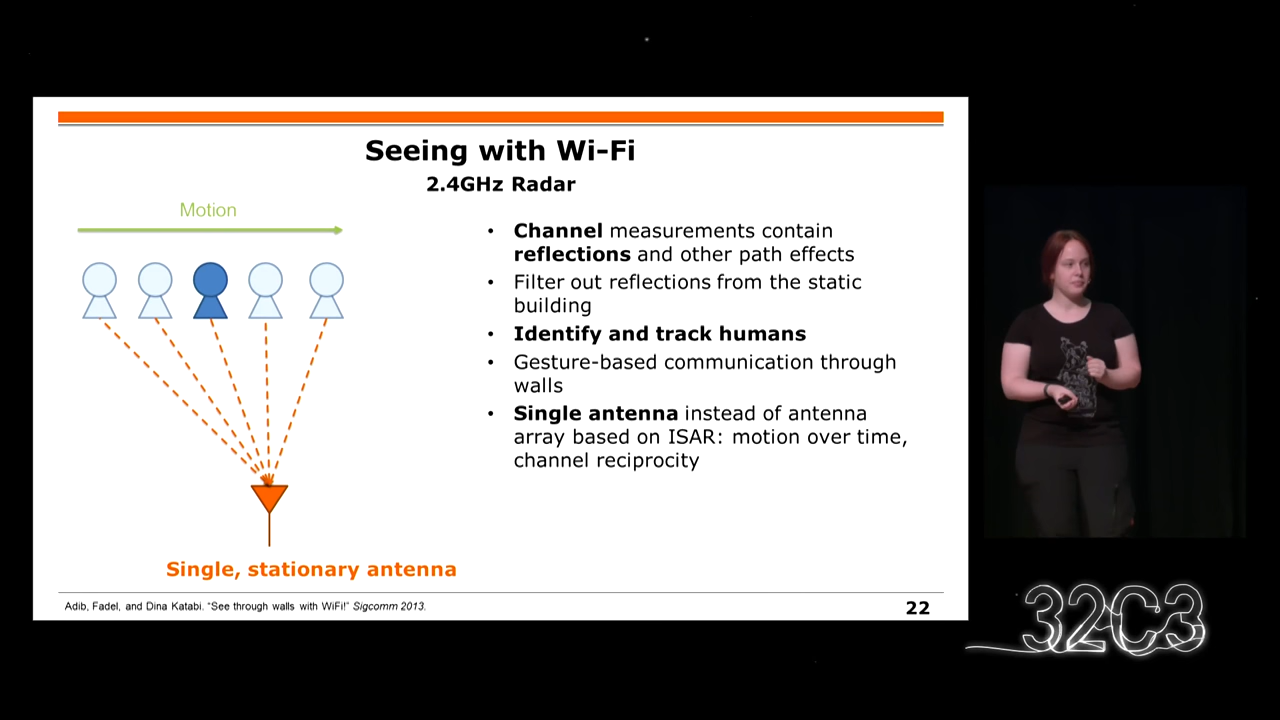 Seeing with Wi-Fi
2.4GHz Radar
Motion
• Channel measurements contain
reflections and other path effects
• Filter out reflections from the static
building
• Identify and track humans
• Gesture-based communication through
walls
• Single antenna instead of antenna
array based on ISAR: motion over time,
channel reciprocity
Single, stationary antenna
Adib, Fadel, and Dina Katabi. “See through walls with WiFi!” Sigcomm 2013.
22
32C3